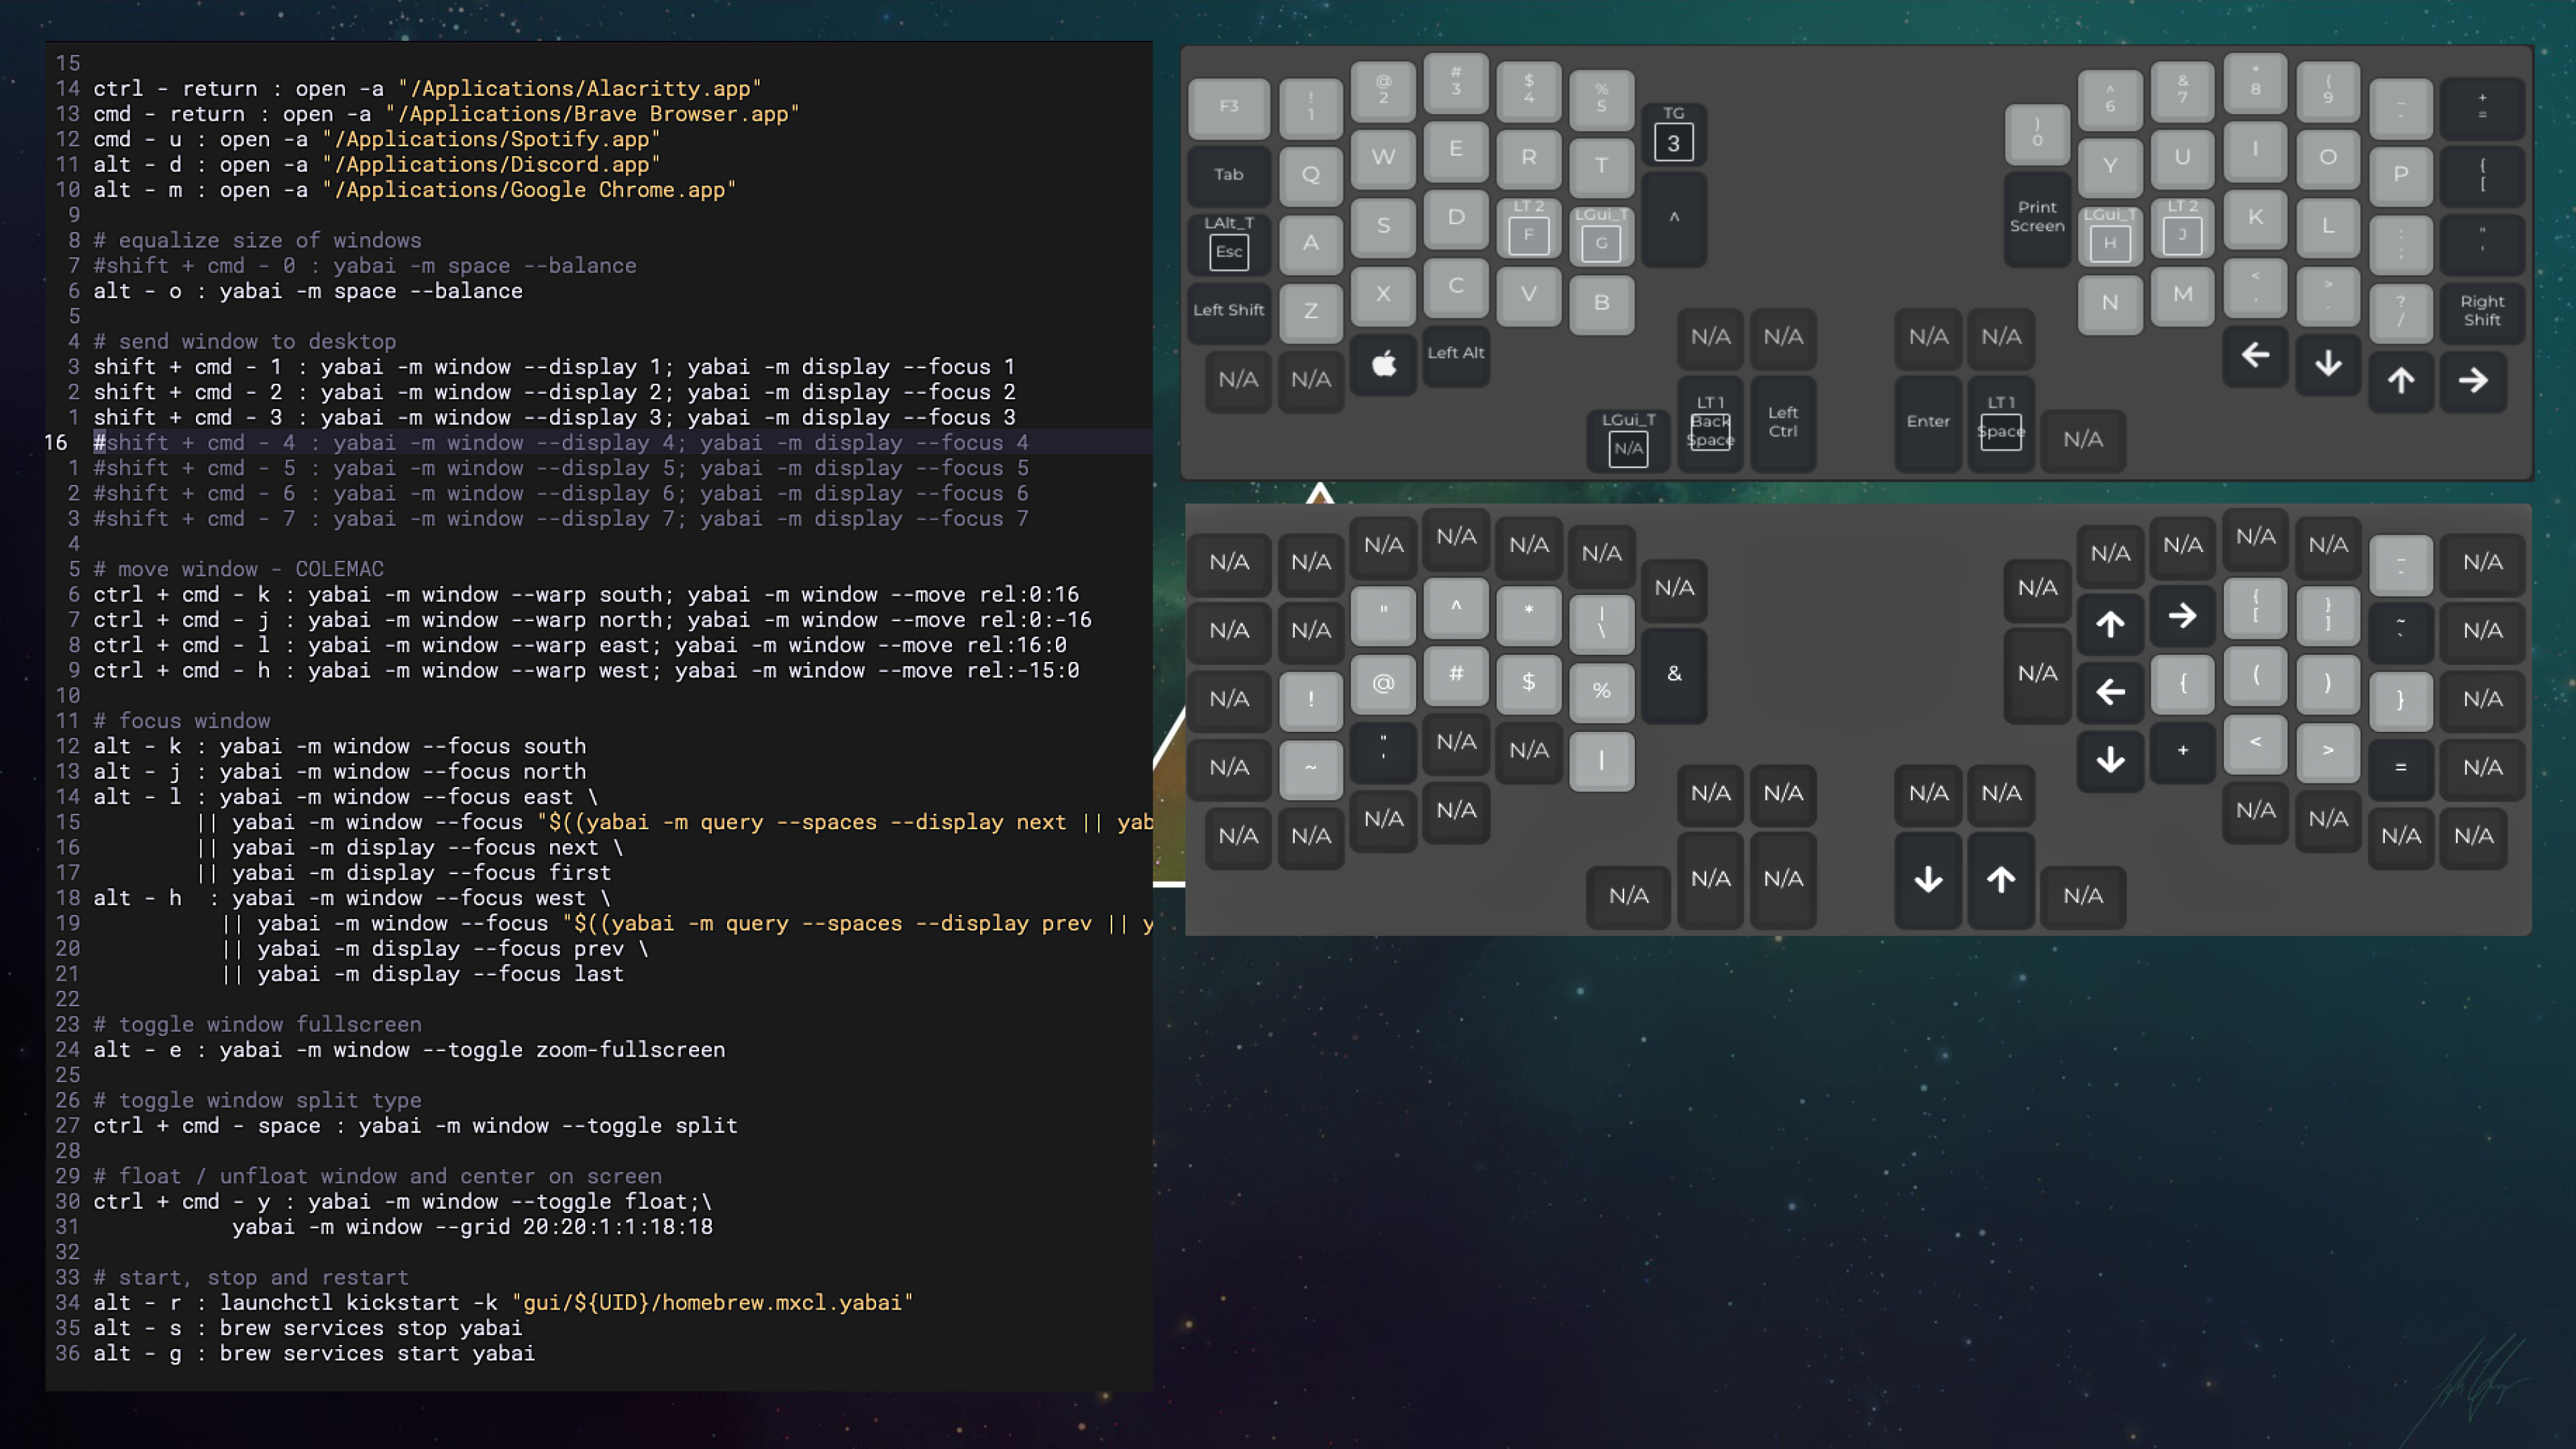 15
14 ctrl - return : open -a "/Applications/Alacritty.app"
13 cmd - return : open -a "/Applications/Brave Browser.app"
12 cmd - u : open -a "/Applications/Spotify.app"
11 alt - d : open -a "/Applications/Discord.app"
10 alt - m : open -a "/Applications/Google Chrome.app"
9
8 # equalize size of windows
7 #shift + cmd - 0 : yabai -m space --balance
6 alt - o : yabai -m space --balance
5
4 # send window to desktop
3 shift + cmd - 1 : yabai -m window --display 1; yabai -m display --focus 1
2 shift + cmd - 2 : yabai -m window --display 2; yabai -m display --focus 2
1 shift + cmd - 3 : yabai -m window --display 3; yabai -m display --focus 3
16 #shift + cmd - 4 : yabai -m window --display 4; yabai -m display --focus 4
1 #shift + cmd - 5 : yabai -m window --display 5; yabai -m display --focus 5
2 #shift + cmd - 6 : yabai -m window --display 6; yabai -m display --focus 6
3 #shift + cmd - 7 : yabai -m window --display 7; yabai -m display --focus 7
4
5 # move window - COLEMAC
6 ctrl + cmd - k : yabai -m window --warp south; yabai -m window --move rel:0:16
7 ctrl + cmd - j : yabai -m window --warp north; yabai -m window --move rel:0:-16
8 ctrl + cmd - l : yabai -m window --warp east; yabai -m window --move rel:16:0
9 ctrl + cmd - h : yabai -m window --warp west; yabai -m window --move rel:-15:0
10
11 # focus window
12 alt - k : yabai -m window --focus south
13 alt - j : yabai -m window --focus north
14 alt - l : yabai -m window --focus east \
15 || yabai -m window --focus "$((yabai -m query --spaces --display next || yab
16 || yabai -m display --focus next \
17 || yabai -m display --focus first
18 alt - h : yabai -m window --focus west \
19 || yabai -m window --focus "$((yabai -m query --spaces --display prev || y
20 || yabai -m display --focus prev \
21 || yabai -m display --focus last
22
23 # toggle window fullscreen
24 alt - e : yabai -m window --toggle zoom-fullscreen
25
26 # toggle window split type
27 ctrl + cmd - space : yabai -m window --toggle split
28
29 # float / unfloat window and center on screen
30 ctrl + cmd - y : yabai -m window --toggle float;\
31 yabai -m window --grid 20:20:1:1:18:18
32
33 # start, stop and restart
34 alt - r : launchctl kickstart -k "gui/${UID}/homebrew.mxcl.yabai"
35 alt - s : brew services stop yabai
36 alt - g : brew services start yabai
F3 ! 1 @ 2 # 3 $ 4 % 5 TG 3 ) 0 ^ 6 & 7 * 8 ( 9 _ - + =
Tab Q W E R T ^ Print Screen Y U I O P { [
LAlt_T Esc A S D LT 2 F LGui_T G LGui_T H LT 2 J K L : ; " '
Left Shift Z X C V B N M < , > . ? / Right Shift
N/A N/A Left Alt N/A N/A N/A N/A ← ↓ ↑ →
LGui_T N/A LT 1 Back Space Left Ctrl Enter LT 1 Space N/A
N/A N/A N/A N/A N/A N/A N/A N/A N/A N/A N/A N/A _ - N/A
N/A N/A " ^ * | \ & N/A ↑ → { [ } ] ~ ` N/A
N/A ! @ # $ % ← { ( ) } N/A
N/A ~ " ' N/A N/A | ↓ + < > = N/A
N/A N/A N/A N/A N/A N/A N/A N/A N/A N/A N/A N/A
N/A N/A N/A ↓ ↑ N/A